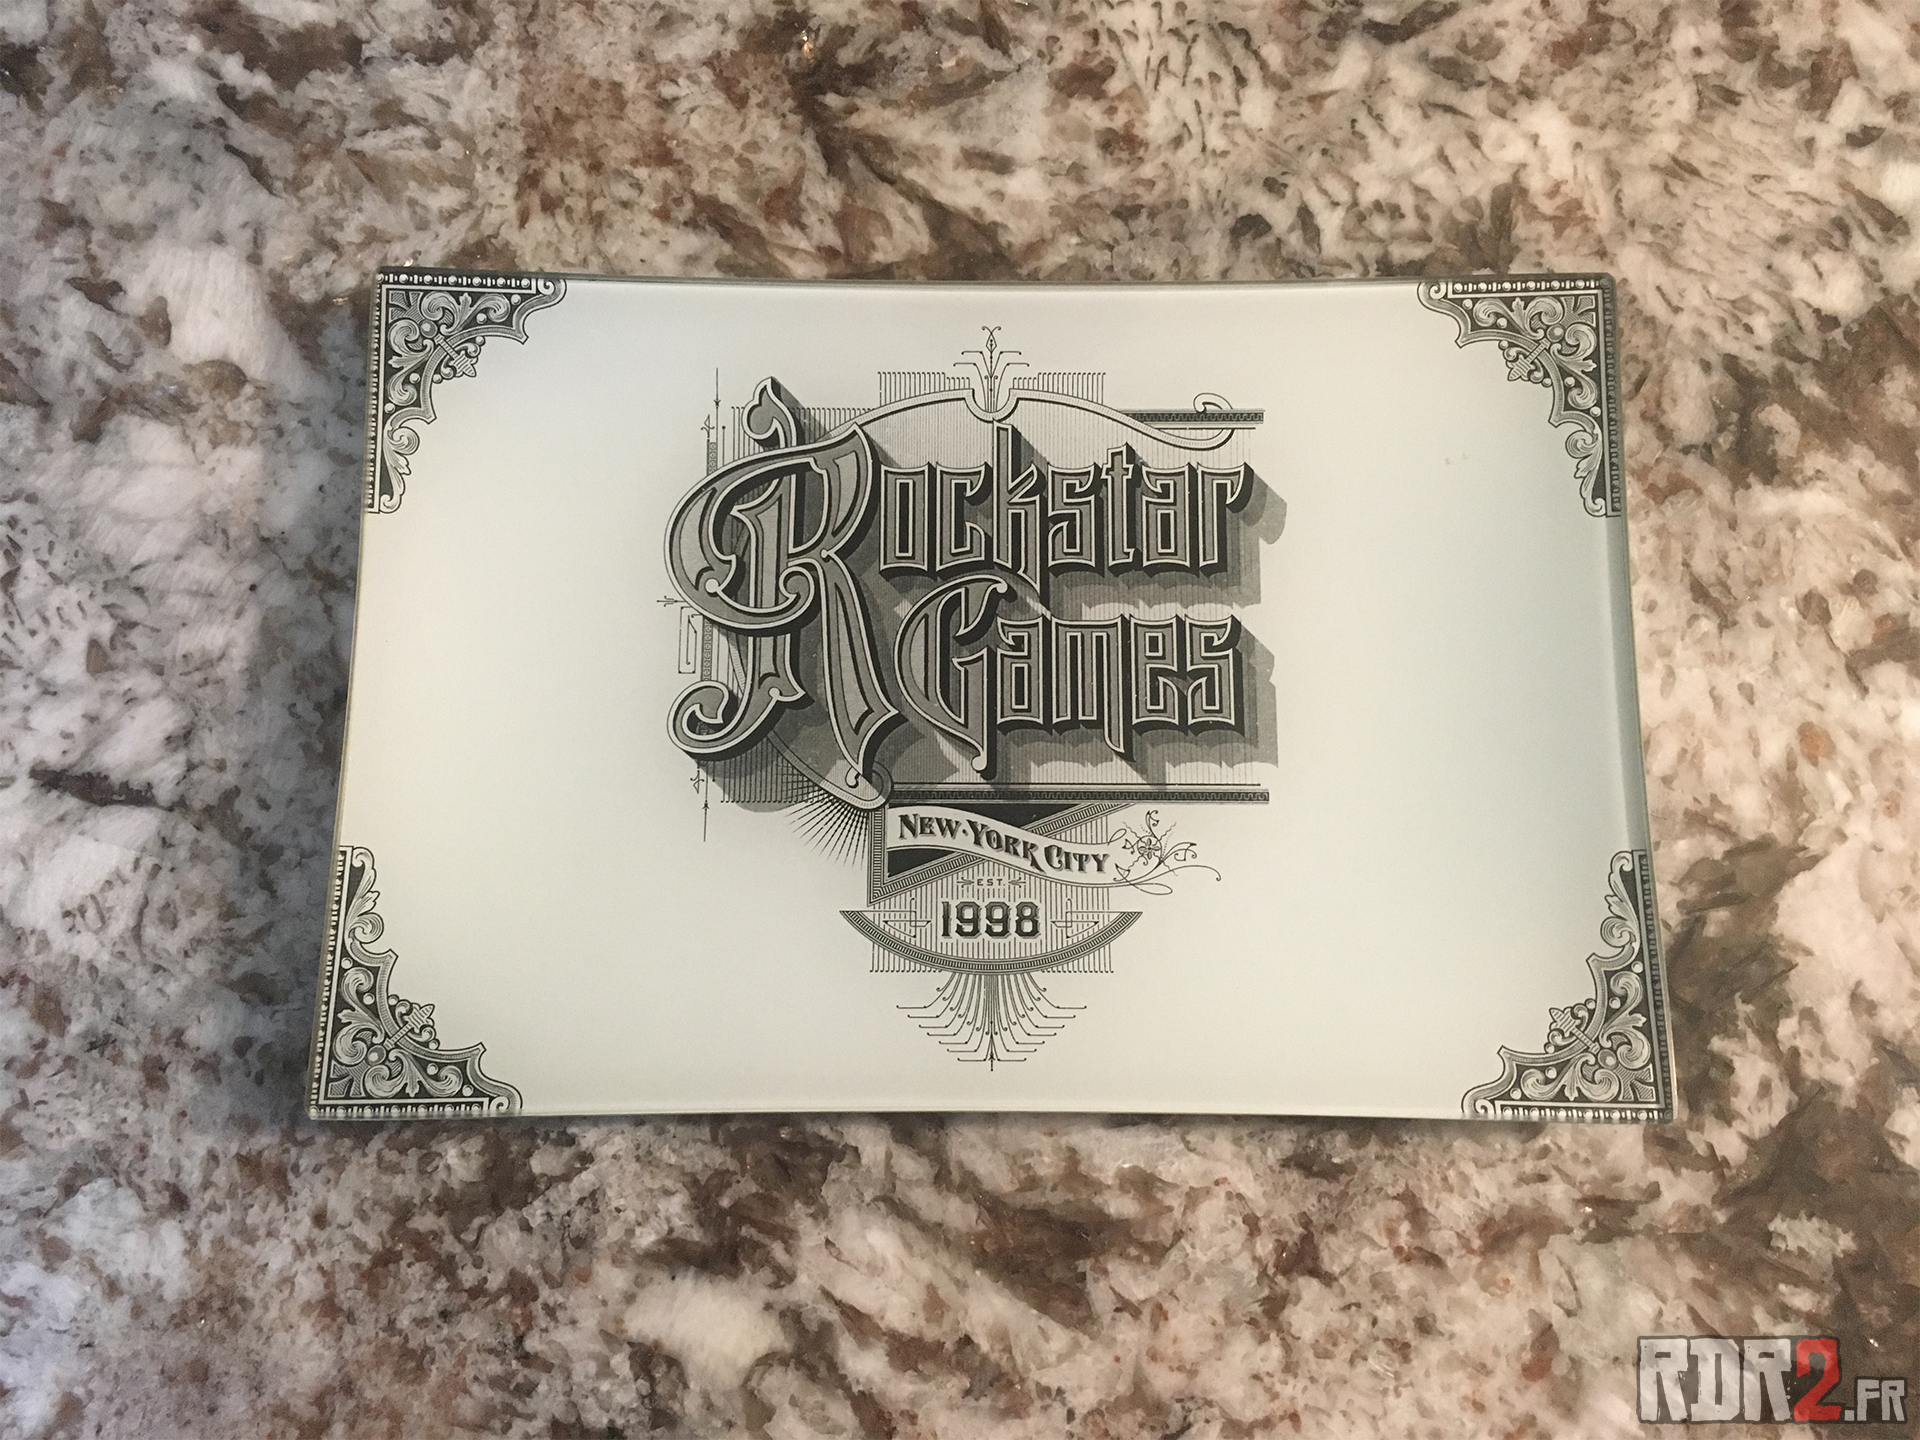 Rockstar
Games
NEW-YORK CITY
EST.
1998
RDR2.FR